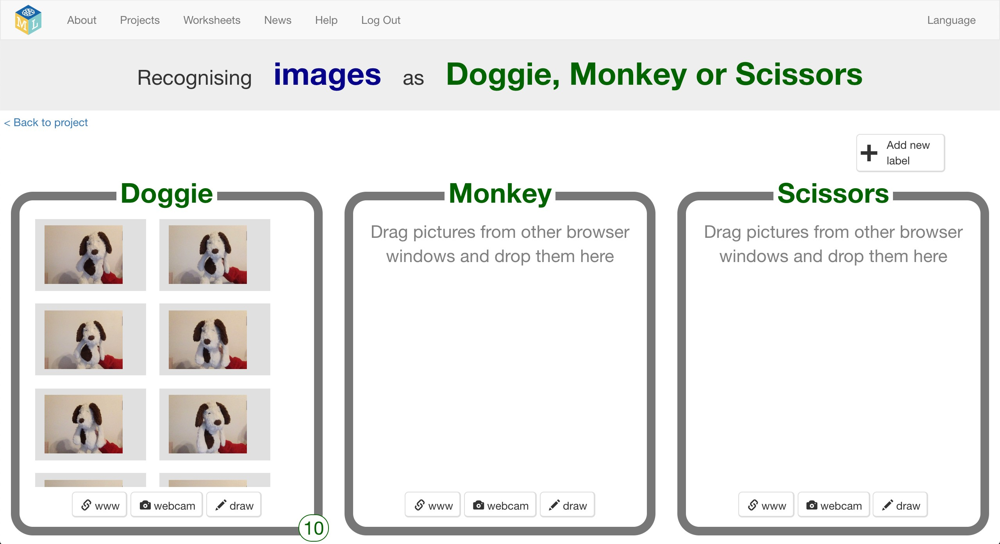 ML
About Projects Worksheets News Help Log Out Language
Recognising images as Doggie, Monkey or Scissors
< Back to project
Add new
label
Doggie
www webcam draw
10
Monkey
Drag pictures from other browser
windows and drop them here
www webcam draw
Scissors
Drag pictures from other browser
windows and drop them here
www webcam draw